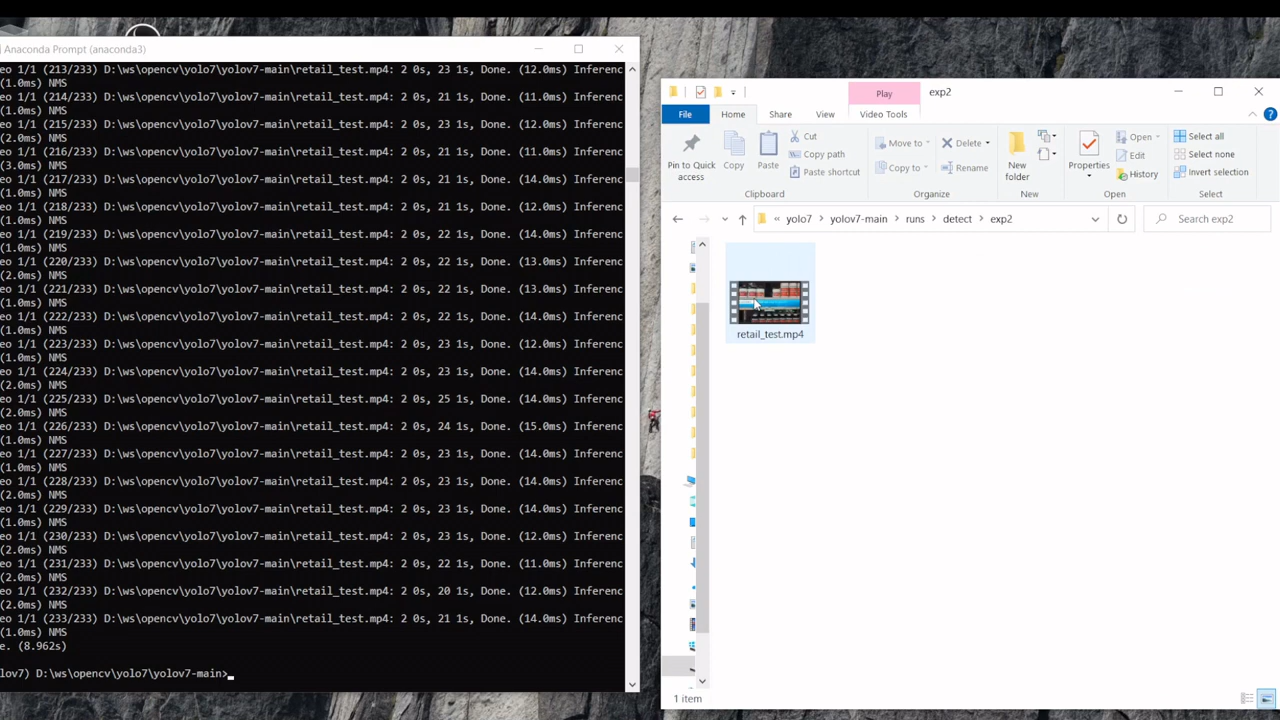 Anaconda Prompt (anaconda3)
eo 1/1 (213/233) D:\ws\opencv\yolo7\yolov7-main\retail_test.mp4: 2 0s, 23 1s, Done. (12.0ms) Inferenc
(1.0ms) NMS
eo 1/1 (214/233) D:\ws\opencv\yolo7\yolov7-main\retail_test.mp4: 2 0s, 21 1s, Done. (11.0ms) Inferenc
(1.0ms) NMS
eo 1/1 (215/233) D:\ws\opencv\yolo7\yolov7-main\retail_test.mp4: 2 0s, 23 1s, Done. (12.0ms) Inferenc
(2.0ms) NMS
eo 1/1 (216/233) D:\ws\opencv\yolo7\yolov7-main\retail_test.mp4: 2 0s, 21 1s, Done. (11.0ms) Inferenc
(3.0ms) NMS
eo 1/1 (217/233) D:\ws\opencv\yolo7\yolov7-main\retail_test.mp4: 2 0s, 21 1s, Done. (14.0ms) Inferenc
(1.0ms) NMS
eo 1/1 (218/233) D:\ws\opencv\yolo7\yolov7-main\retail_test.mp4: 2 0s, 21 1s, Done. (12.0ms) Inferenc
(1.0ms) NMS
eo 1/1 (219/233) D:\ws\opencv\yolo7\yolov7-main\retail_test.mp4: 2 0s, 22 1s, Done. (14.0ms) Inferenc
(1.0ms) NMS
eo 1/1 (220/233) D:\ws\opencv\yolo7\yolov7-main\retail_test.mp4: 2 0s, 22 1s, Done. (13.0ms) Inferenc
(2.0ms) NMS
eo 1/1 (221/233) D:\ws\opencv\yolo7\yolov7-main\retail_test.mp4: 2 0s, 22 1s, Done. (13.0ms) Inferenc
(1.0ms) NMS
eo 1/1 (222/233) D:\ws\opencv\yolo7\yolov7-main\retail_test.mp4: 2 0s, 22 1s, Done. (14.0ms) Inferenc
(1.0ms) NMS
eo 1/1 (223/233) D:\ws\opencv\yolo7\yolov7-main\retail_test.mp4: 2 0s, 23 1s, Done. (12.0ms) Inferenc
(1.0ms) NMS
eo 1/1 (224/233) D:\ws\opencv\yolo7\yolov7-main\retail_test.mp4: 2 0s, 23 1s, Done. (14.0ms) Inferenc
(2.0ms) NMS
eo 1/1 (225/233) D:\ws\opencv\yolo7\yolov7-main\retail_test.mp4: 2 0s, 25 1s, Done. (14.0ms) Inferenc
(2.0ms) NMS
eo 1/1 (226/233) D:\ws\opencv\yolo7\yolov7-main\retail_test.mp4: 2 0s, 24 1s, Done. (15.0ms) Inferenc
(1.0ms) NMS
eo 1/1 (227/233) D:\ws\opencv\yolo7\yolov7-main\retail_test.mp4: 2 0s, 23 1s, Done. (14.0ms) Inferenc
(1.0ms) NMS
eo 1/1 (228/233) D:\ws\opencv\yolo7\yolov7-main\retail_test.mp4: 2 0s, 23 1s, Done. (14.0ms) Inferenc
(2.0ms) NMS
eo 1/1 (229/233) D:\ws\opencv\yolo7\yolov7-main\retail_test.mp4: 2 0s, 23 1s, Done. (14.0ms) Inferenc
(1.0ms) NMS
eo 1/1 (230/233) D:\ws\opencv\yolo7\yolov7-main\retail_test.mp4: 2 0s, 23 1s, Done. (12.0ms) Inferenc
(2.0ms) NMS
eo 1/1 (231/233) D:\ws\opencv\yolo7\yolov7-main\retail_test.mp4: 2 0s, 22 1s, Done. (11.0ms) Inferenc
(2.0ms) NMS
eo 1/1 (232/233) D:\ws\opencv\yolo7\yolov7-main\retail_test.mp4: 2 0s, 20 1s, Done. (12.0ms) Inferenc
(2.0ms) NMS
eo 1/1 (233/233) D:\ws\opencv\yolo7\yolov7-main\retail_test.mp4: 2 0s, 21 1s, Done. (14.0ms) Inferenc
(1.0ms) NMS
e. (8.962s)
lov7) D:\ws\opencv\yolo7\yolov7-main>
Play
exp2
File
Home
Share
View
Video Tools
Pin to Quick
access
Copy
Paste
Cut
Copy path
Paste shortcut
Clipboard
Move to
Copy to
Delete
Rename
Organize
New
folder
New
Properties
Open
Edit
History
Open
Select all
Select none
Invert selection
Select
« yolo7 > yolov7-main > runs > detect > exp2
Search exp2
retail_test.mp4
1 item